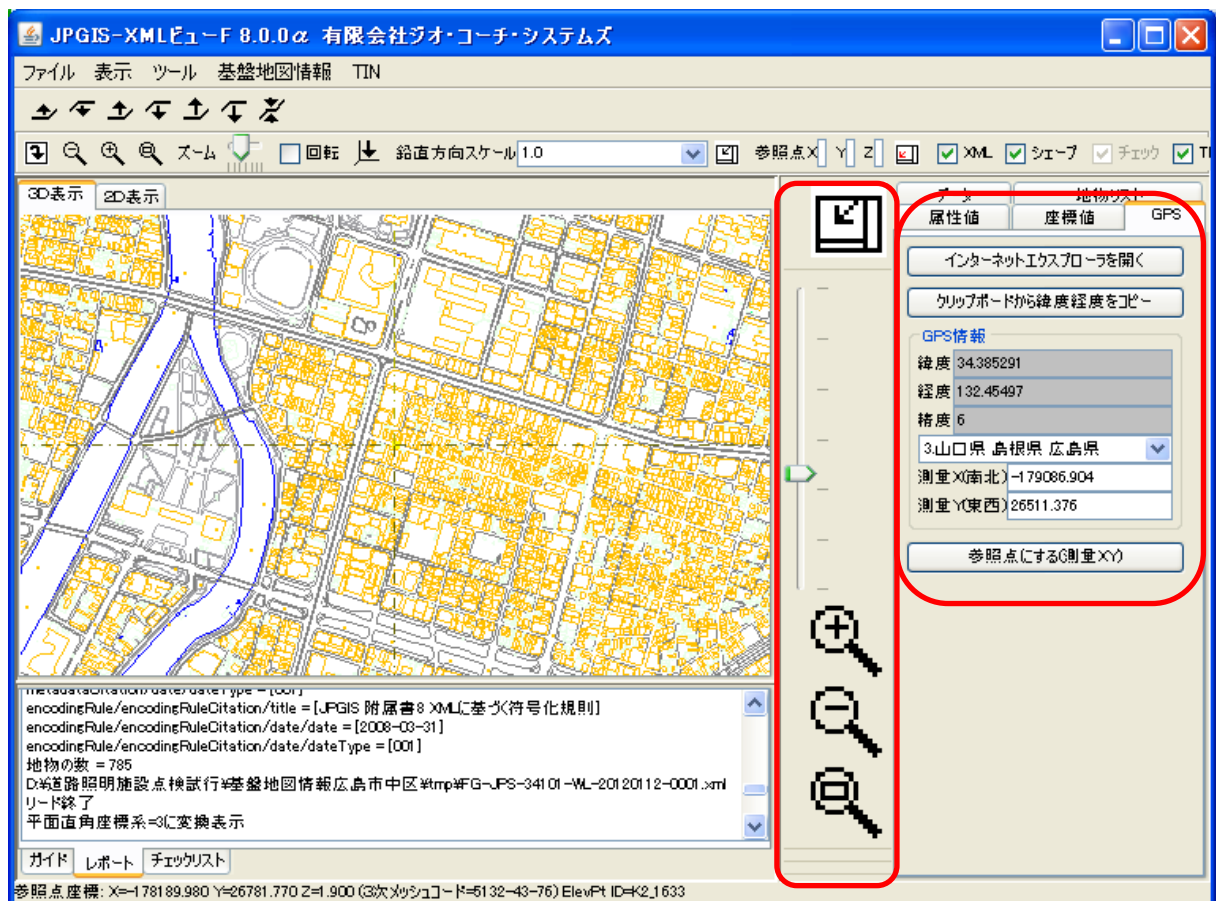 JPGIS-XMLビューF 8.0.0α 有限会社ジオ・コーチ・システムズ
ファイル 表示 ツール 基盤地図情報 TIN
ズーム 回転 鉛直方向スケール 1.0 参照点X Y Z XML シェープ チェック TI
3D表示 2D表示
データ 地物リスト
属性値 座標値 GPS
インターネットエクスプローラを開く
クリップボードから緯度経度をコピー
GPS情報
緯度 34.385291
経度 132.45497
精度 6
3.山口県 島根県 広島県
測量X(南北) -179086.904
測量Y(東西) 26511.376
参照点にする(測量XY)
metadataCitation/date/dateType = [001]
encodingRule/encodingRuleCitation/title = [JPGIS 附属書8 XMLに基づく符号化規則]
encodingRule/encodingRuleCitation/date/date = [2008-03-31]
encodingRule/encodingRuleCitation/date/dateType = [001]
地物の数 = 785
D:¥道路照明施設点検試行¥基盤地図情報広島市中区¥tmp¥FG-JPS-34101-WL-20120112-0001.xml
リード終了
平面直角座標系=3に変換表示
ガイド レポート チェックリスト
参照点座標: X=-178189.980 Y=26781.770 Z=1.900 (3次メッシュコード=5132-43-76) ElevPt ID=K2_1633